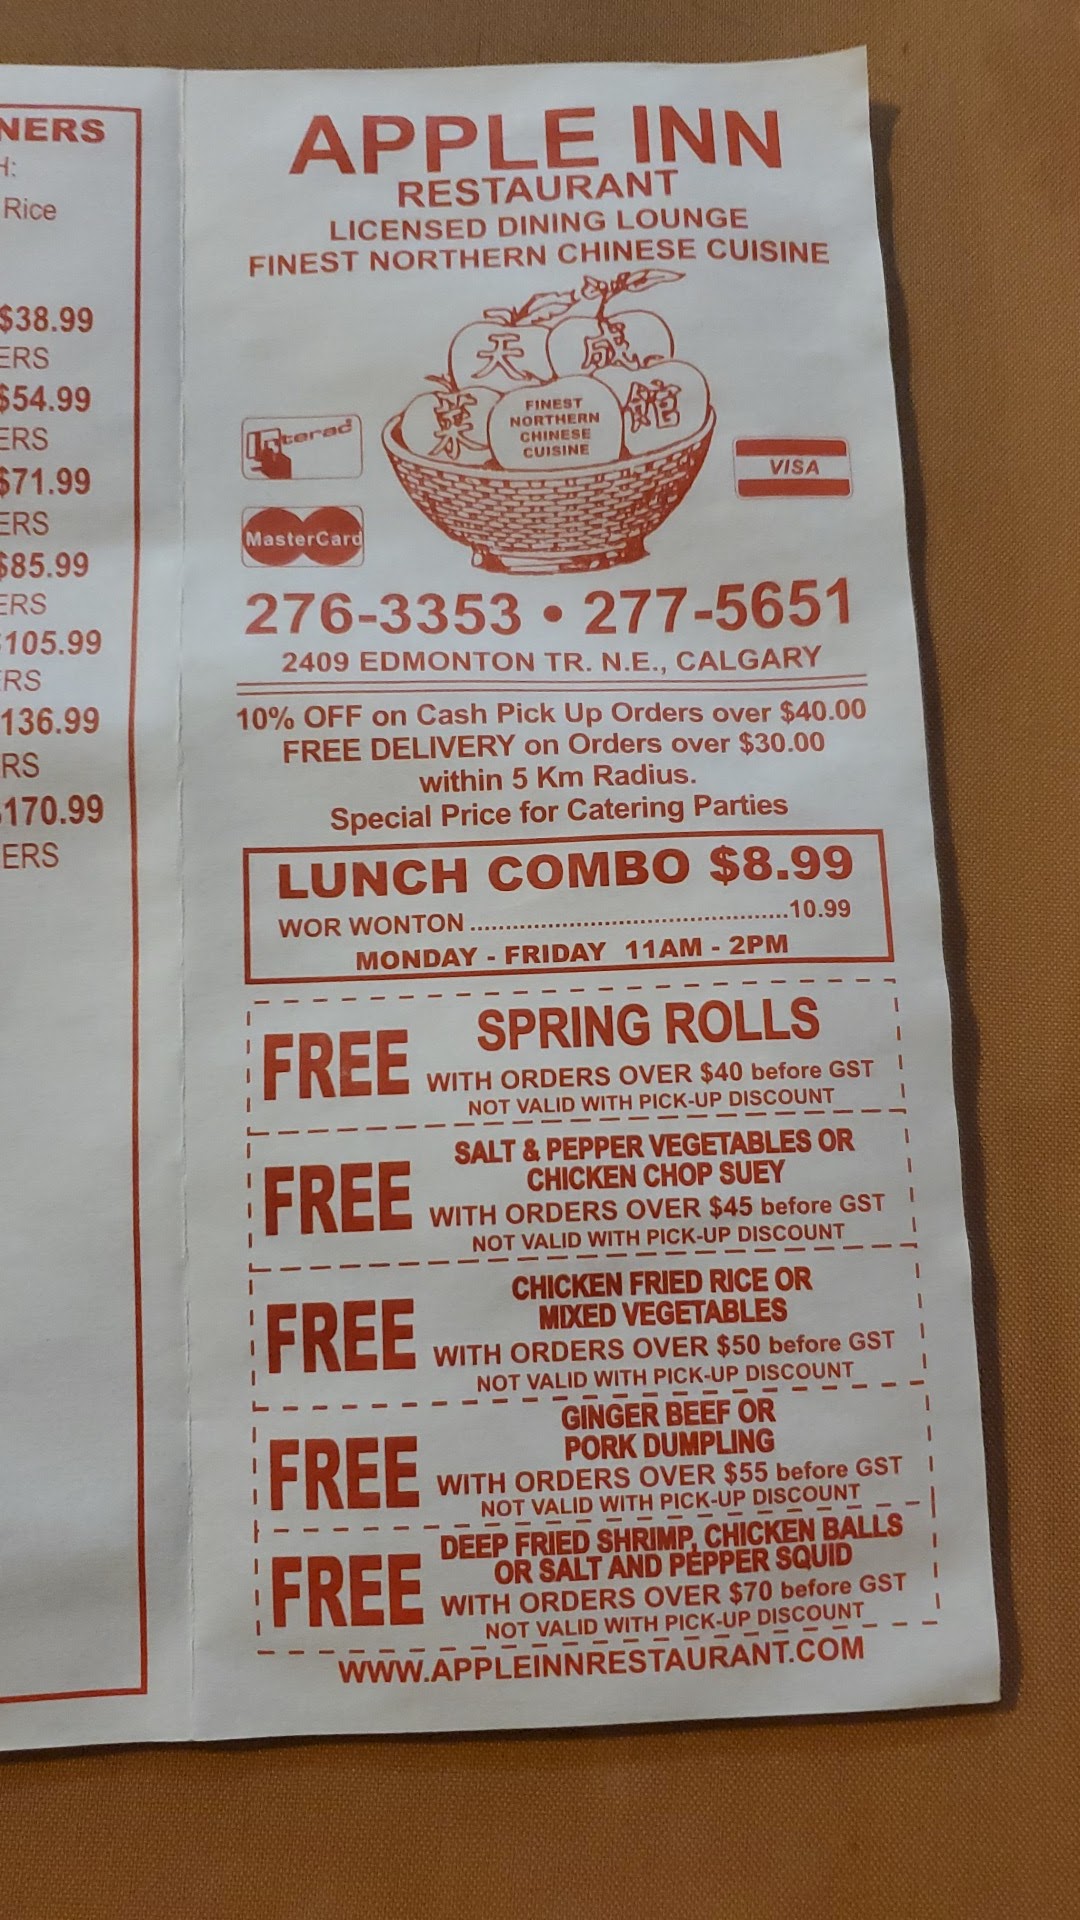 NERS
H:
Rice
$38.99
ERS
$54.99
ERS
$71.99
ERS
$85.99
ERS
105.99
RS
136.99
RS
170.99
ERS
APPLE INN
RESTAURANT
LICENSED DINING LOUNGE
FINEST NORTHERN CHINESE CUISINE
天 咸
菜
館
FINEST
NORTHERN
CHINESE
CUISINE
Interad
MasterCard
VISA
276-3353 • 277-5651
2409 EDMONTON TR. N.E., CALGARY
10% OFF on Cash Pick Up Orders over $40.00
FREE DELIVERY on Orders over $30.00
within 5 Km Radius.
Special Price for Catering Parties
LUNCH COMBO $8.99
WOR WONTON ............................................10.99
MONDAY - FRIDAY 11AM - 2PM
FREE SPRING ROLLS
WITH ORDERS OVER $40 before GST
NOT VALID WITH PICK-UP DISCOUNT
FREE SALT & PEPPER VEGETABLES OR
CHICKEN CHOP SUEY
WITH ORDERS OVER $45 before GST
NOT VALID WITH PICK-UP DISCOUNT
FREE CHICKEN FRIED RICE OR
MIXED VEGETABLES
WITH ORDERS OVER $50 before GST
NOT VALID WITH PICK-UP DISCOUNT
FREE GINGER BEEF OR
PORK DUMPLING
WITH ORDERS OVER $55 before GST
NOT VALID WITH PICK-UP DISCOUNT
FREE DEEP FRIED SHRIMP, CHICKEN BALLS
OR SALT AND PEPPER SQUID
WITH ORDERS OVER $70 before GST
NOT VALID WITH PICK-UP DISCOUNT
WWW.APPLEINNRESTAURANT.COM